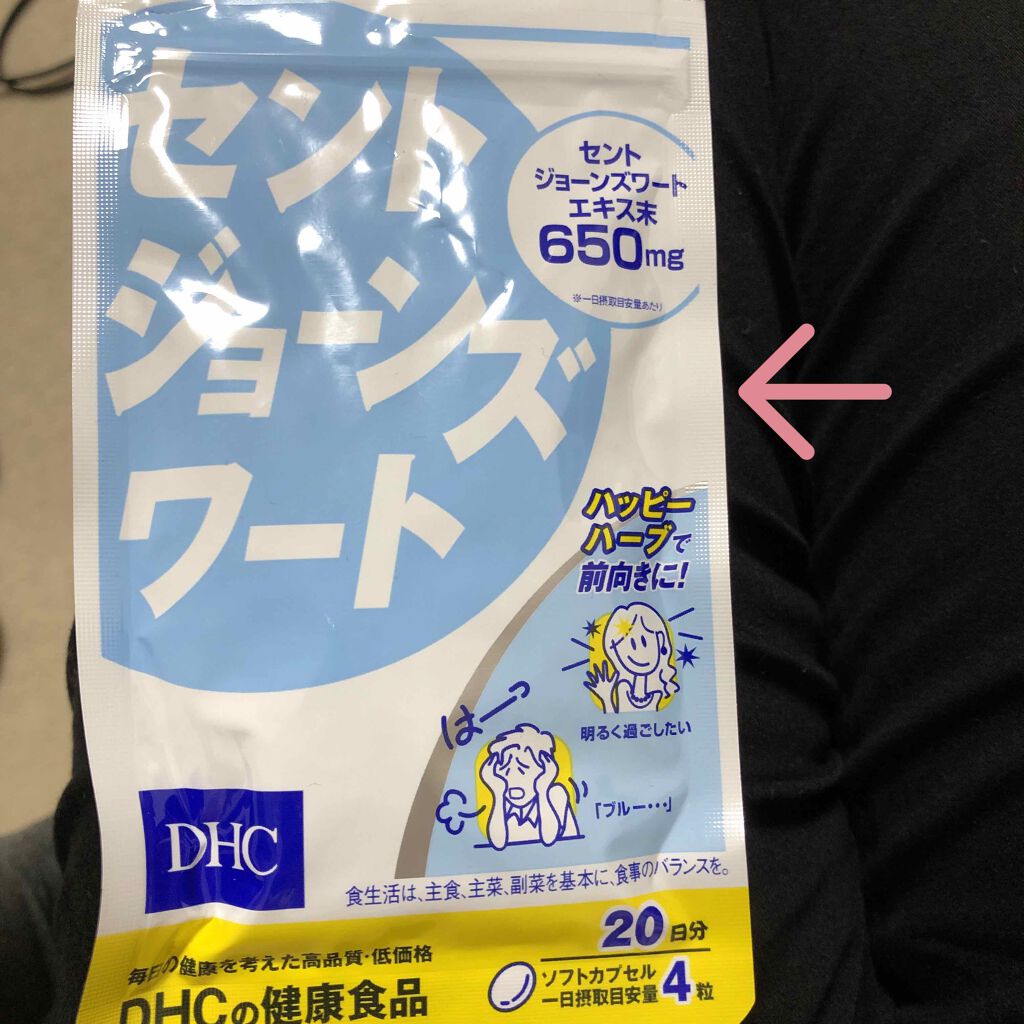 セント
ジョーンズ
ワート
セント
ジョーンズワート
エキス末
650mg
※一日摂取目安量あたり
ハッピー
ハーブで
前向きに!
明るく過ごしたい
はーっ
「ブルー・・・」
DHC
食生活は、主食、主菜、副菜を基本に、食事のバランスを。
毎日の健康を考えた高品質・低価格
DHCの健康食品
20日分
ソフトカプセル
一日摂取目安量4粒